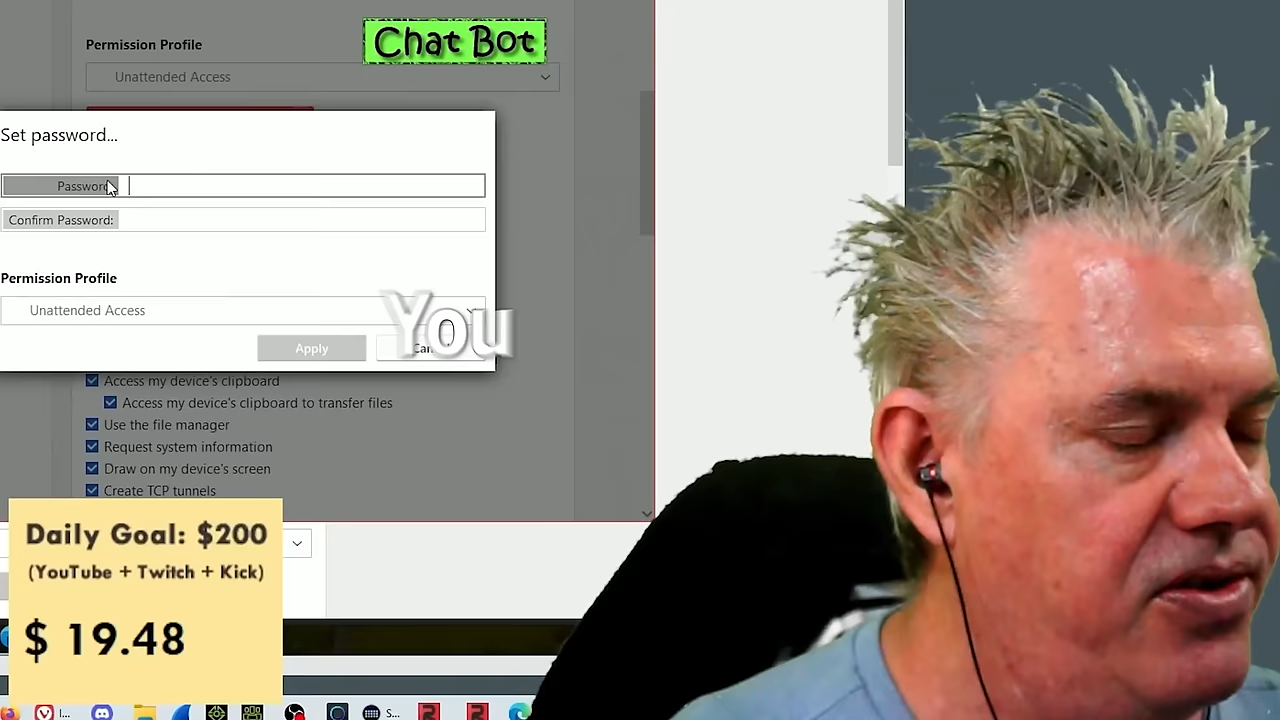 Permission Profile
Chat Bot
Unattended Access
Set password...
Password
Confirm Password:
Permission Profile
Unattended Access
You
Apply
Access my device's clipboard
Access my device's clipboard to transfer files
Use the file manager
Request system information
Draw on my device's screen
Create TCP tunnels
Daily Goal: $200
(YouTube + Twitch + Kick)
$ 19.48
I...
S...